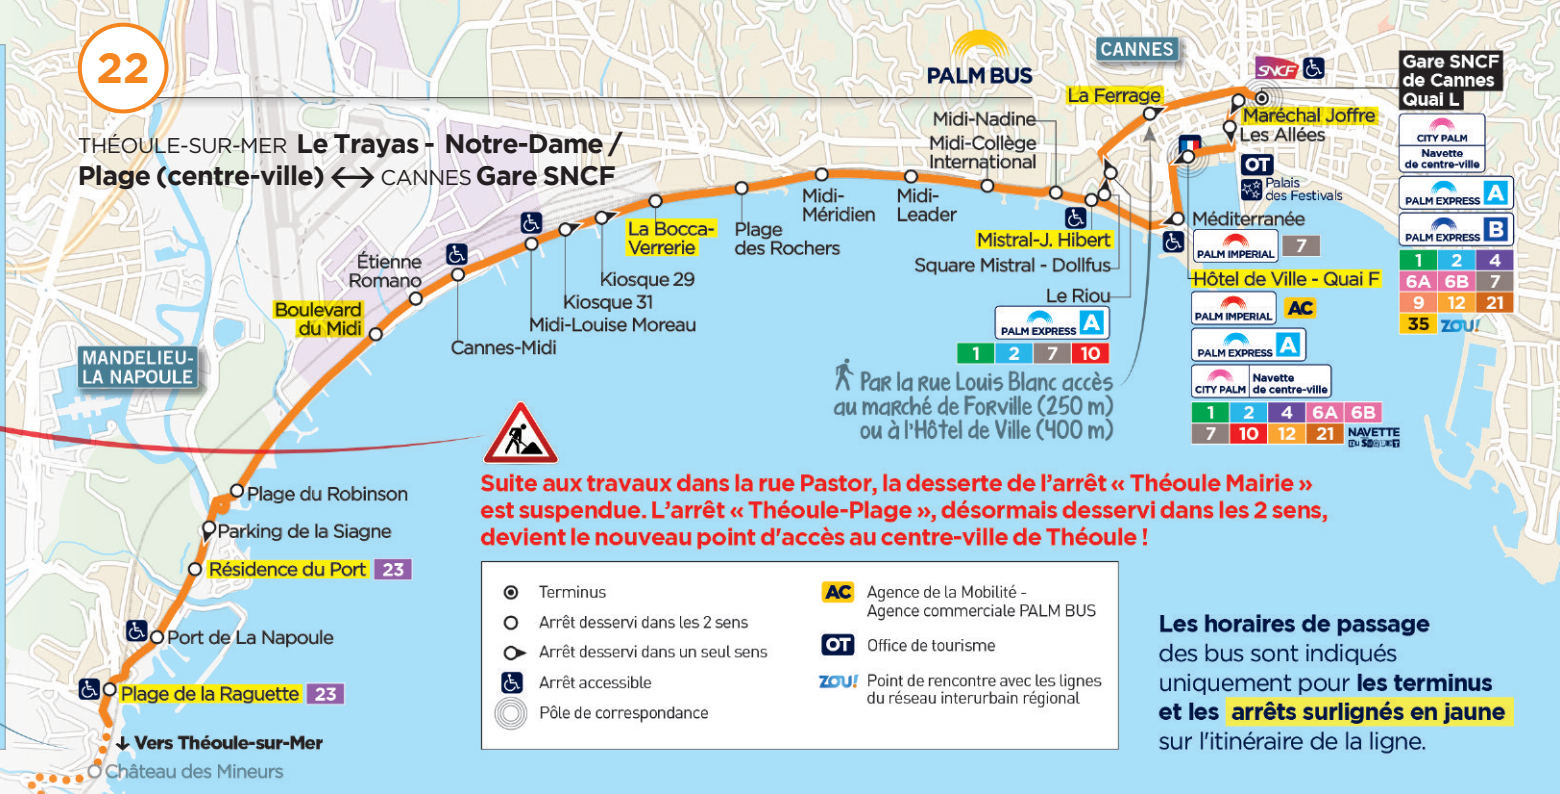 22
THÉOULE-SUR-MER Le Trayas - Notre-Dame /
Plage (centre-ville) ↔ CANNES Gare SNCF
PALM BUS
CANNES
SNCF
Gare SNCF
de Cannes
Quai L
CITY PALM
Navette
de centre-ville
PALM EXPRESS A
PALM EXPRESS B
1 2 4
6A 6B 7
9 12 21
35 ZOU!
La Ferrage
Maréchal Joffre
Les Allées
OT
Palais
des Festivals
Méditerranée
PALM IMPERIAL 7
Hôtel de Ville - Quai F
PALM IMPERIAL AC
PALM EXPRESS A
CITY PALM
Navette
de centre-ville
1 2 4 6A 6B
7 10 12 21 NAVETTE
DU SUQUET
Midi-Nadine
Midi-Collège
International
Mistral-J. Hibert
Square Mistral - Dollfus
Le Riou
PALM EXPRESS A
1 2 7 10
Par la rue Louis Blanc accès
au marché de Forville (250 m)
ou à l'Hôtel de Ville (400 m)
Midi-
Leader
Midi-
Méridien
Plage
des Rochers
La Bocca-
Verrerie
Kiosque 29
Kiosque 31
Midi-Louise Moreau
Cannes-Midi
Étienne
Romano
Boulevard
du Midi
MANDELIEU-
LA NAPOULE
Plage du Robinson
Parking de la Siagne
Résidence du Port 23
Port de La Napoule
Plage de la Raguette 23
↓ Vers Théoule-sur-Mer
Château des Mineurs
Suite aux travaux dans la rue Pastor, la desserte de l'arrêt « Théoule Mairie »
est suspendue. L'arrêt « Théoule-Plage », désormais desservi dans les 2 sens,
devient le nouveau point d'accès au centre-ville de Théoule !
Terminus
Arrêt desservi dans les 2 sens
Arrêt desservi dans un seul sens
Arrêt accessible
Pôle de correspondance
AC Agence de la Mobilité -
Agence commerciale PALM BUS
OT Office de tourisme
ZOU! Point de rencontre avec les lignes
du réseau interurbain régional
Les horaires de passage
des bus sont indiqués
uniquement pour les terminus
et les arrêts surlignés en jaune
sur l'itinéraire de la ligne.